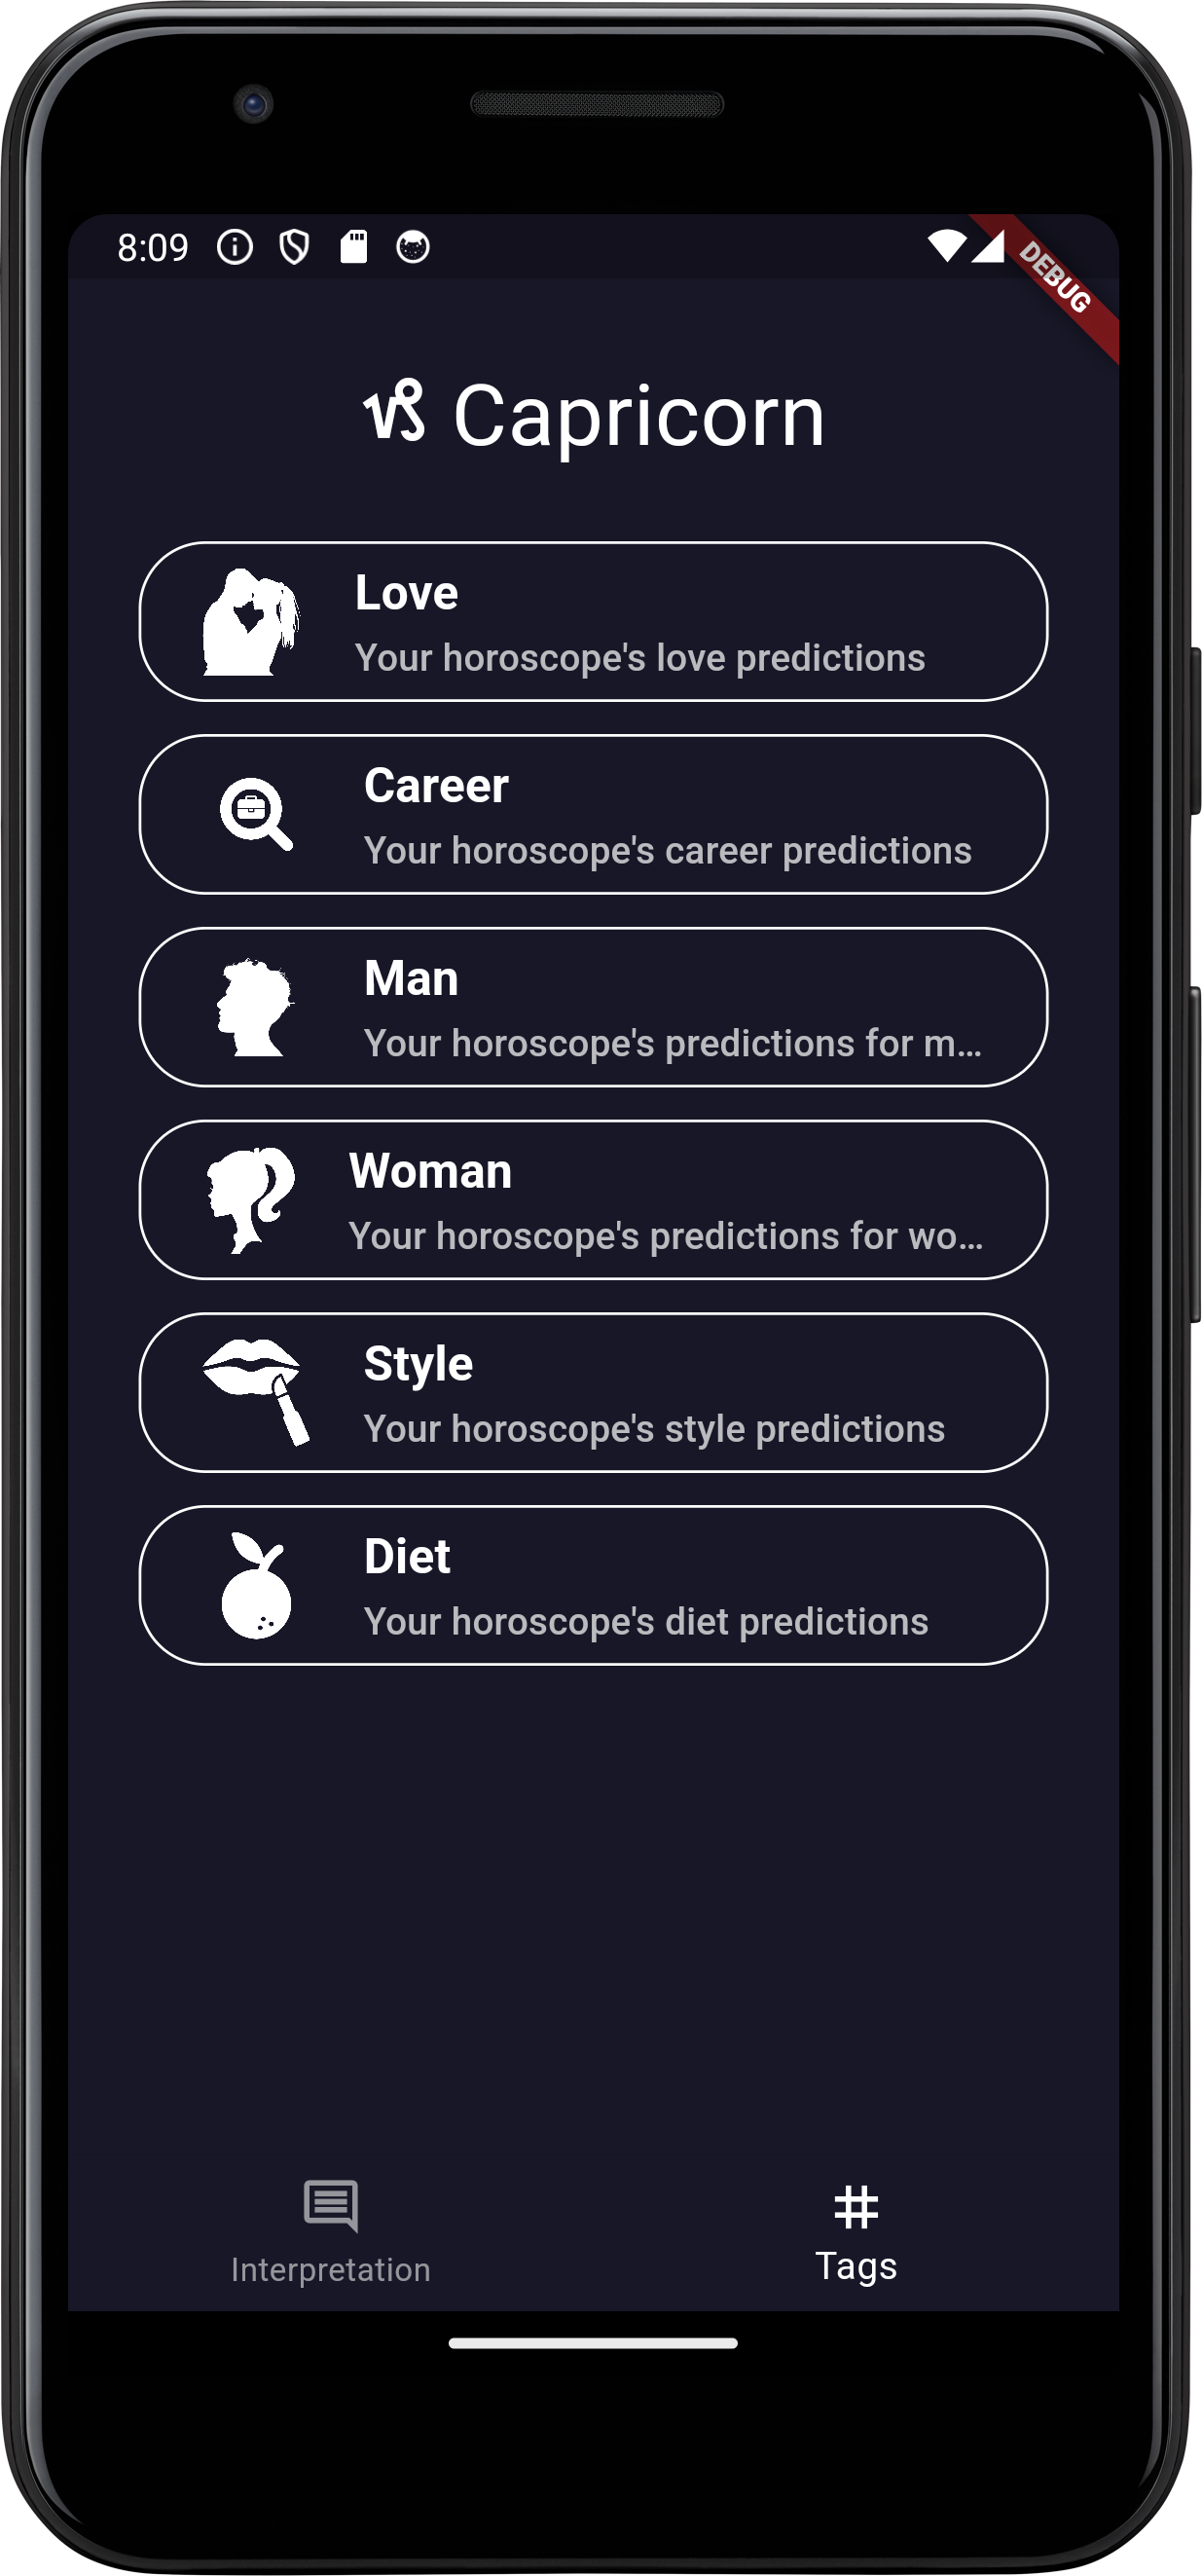 8:09
DEBUG
♑ Capricorn
Love
Your horoscope's love predictions
Career
Your horoscope's career predictions
Man
Your horoscope's predictions for m...
Woman
Your horoscope's predictions for wo...
Style
Your horoscope's style predictions
Diet
Your horoscope's diet predictions
Interpretation
Tags